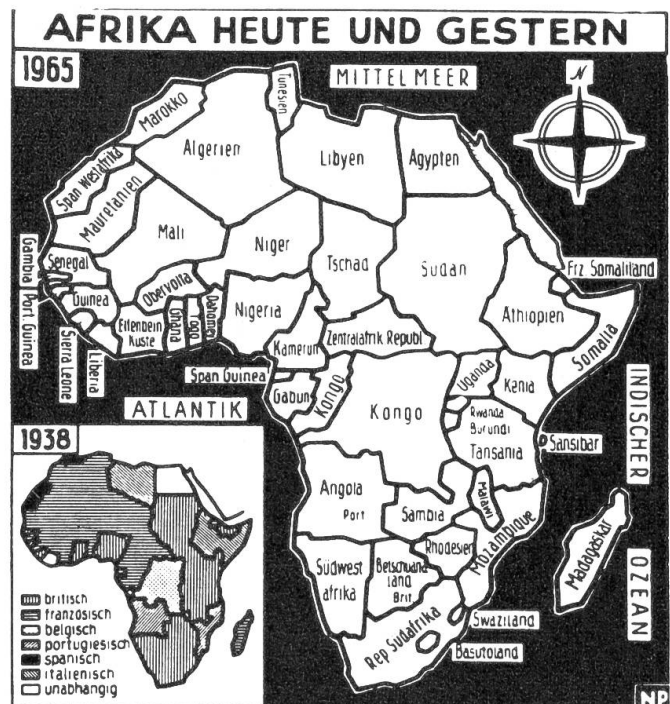 AFRIKA HEUTE UND GESTERN
1965
MITTELMEER
N
Marokko
Tunesien
Algerien
Libyen
Agypten
Span Westafrika
Mauretanien
Mali
Niger
Tschad
Sudan
Frz. Somaliland
Senegal
Gambia
Port. Guinea
Guinea
Sierra Leone
Liberia
Elfenbein
Kuste
Obervolta
Ghana
Togo
Dahome
Nigeria
Kamerun
Zentralafrik Republ.
Äthiopien
Somalia
Span Guinea
Gabun
Kongo
Kongo
Uganda
Kenia
Rwanda
Burundi
Tansania
Sansibar
INDISCHER
OZEAN
ATLANTIK
Angola
Port
Sambia
Malawi
Mozambique
Madagaskar
Rhodesien
Südwest
afrika
Betschuana
land
Brit.
Rep Südafrika
Swaziland
Basutoland
1938
britisch
französisch
belgisch
portugiesisch
spanisch
italienisch
unabhängig
NP